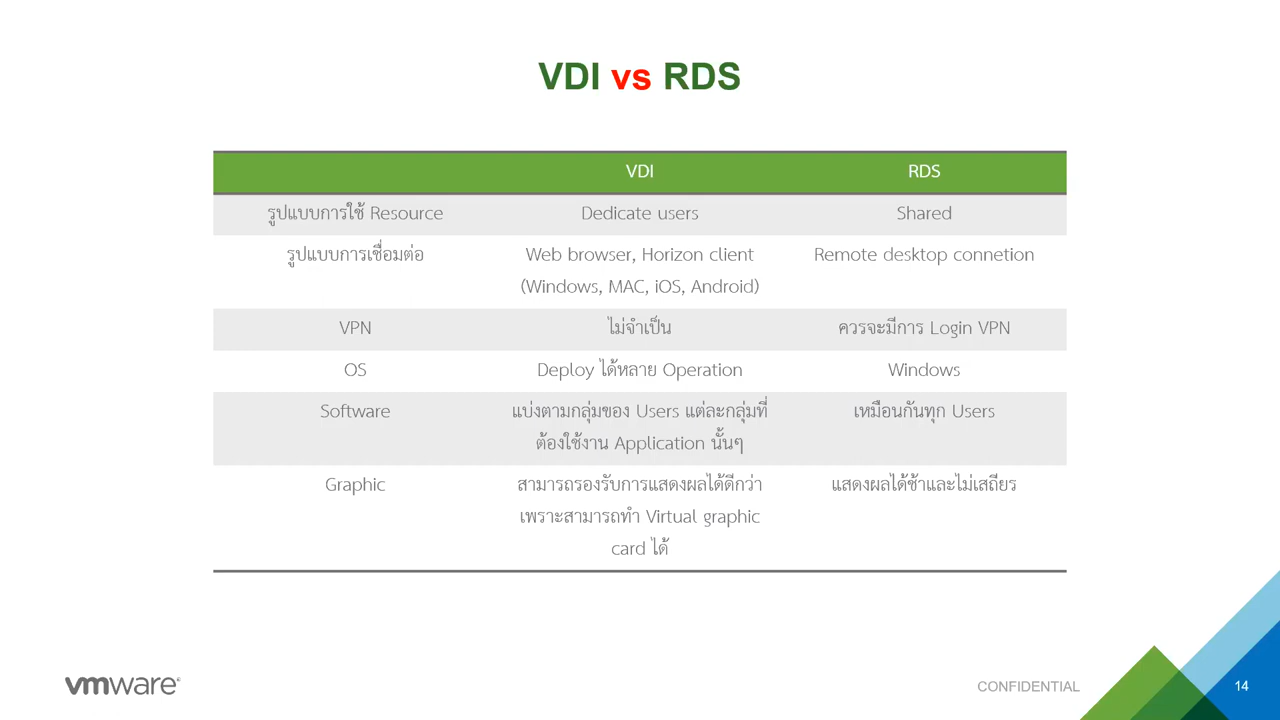 VDI vs RDS
VDI RDS
รูปแบบการใช้ Resource Dedicate users Shared
รูปแบบการเชื่อมต่อ Web browser, Horizon client Remote desktop connetion
(Windows, MAC, iOS, Android)
VPN ไม่จำเป็น ควรจะมีการ Login VPN
OS Deploy ได้หลาย Operation Windows
Software แบ่งตามกลุ่มของ Users แต่ละกลุ่มที่ เหมือนกันทุก Users
ต้องใช้งาน Application นั้นๆ
Graphic สามารถรองรับการแสดงผลได้ดีกว่า แสดงผลได้ช้าและไม่เสถียร
เพราะสามารถทำ Virtual graphic
card ได้
vmware
CONFIDENTIAL 14